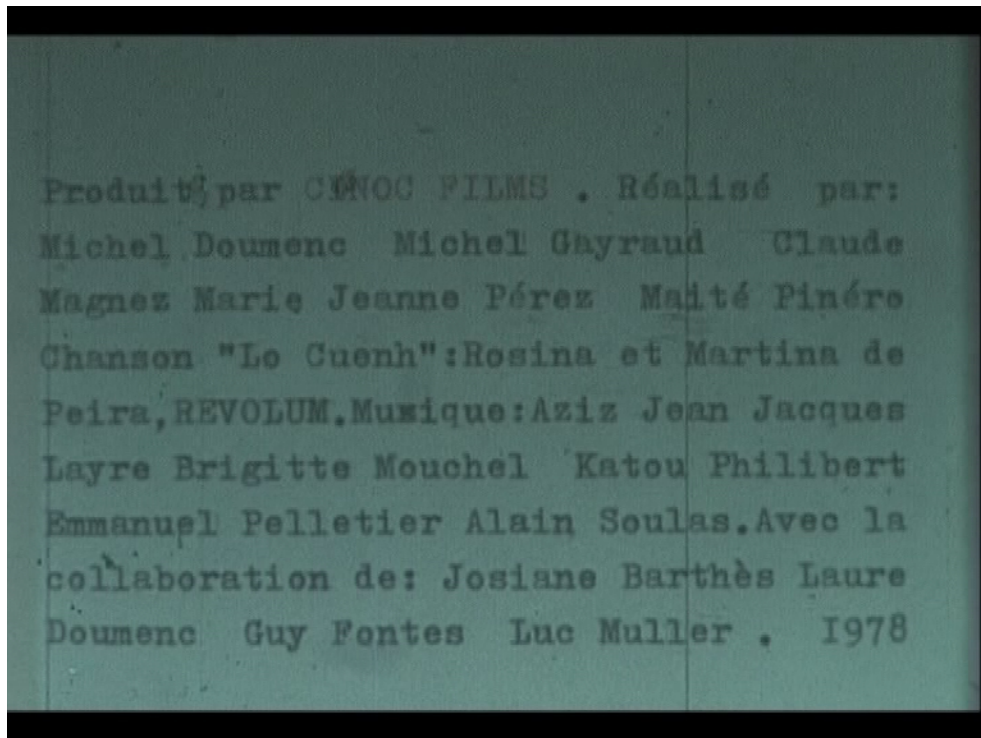 Produit par CINOC FILMS . Réalisé par:
Michel Doumenc Michel Gayraud Claude
Magnez Marie Jeanne Pérez Maïté Pinéro
Chanson "Lo Cuenh":Rosina et Martina de
Peira,REVOLUM.Musique:Aziz Jean Jacques
Layre Brigitte Mouchel Katou Philibert
Emmanuel Pelletier Alain Soulas.Avec la
collaboration de: Josiane Barthès Laure
Doumenc Guy Fontes Luc Muller . I978